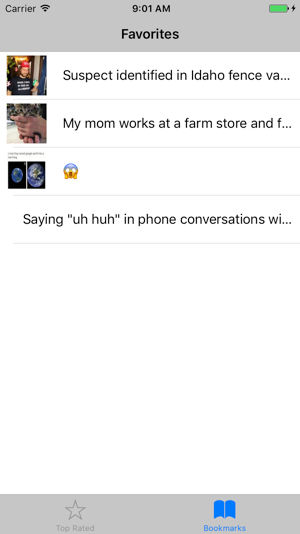 Carrier 9:01 AM
Favorites
Suspect identified in Idaho fence va...
My mom works at a farm store and f...
😱
Saying "uh huh" in phone conversations wi...
Top Rated Bookmarks